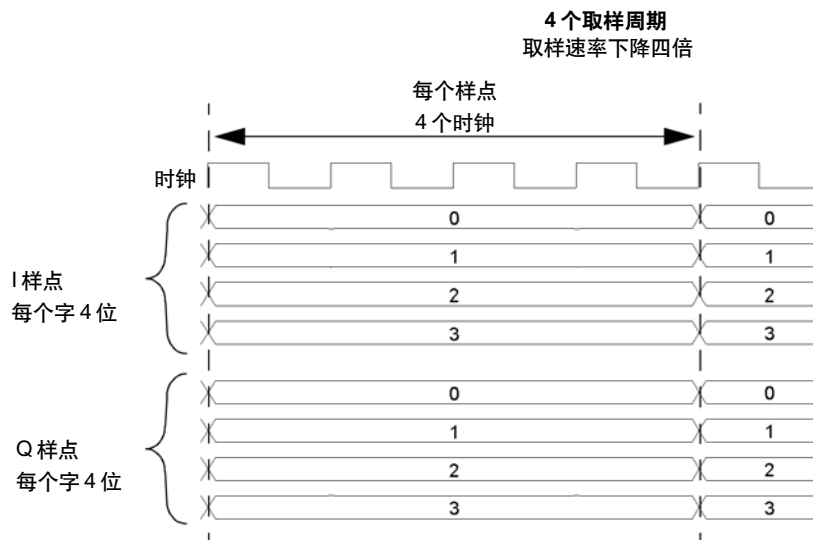 4 个取样周期
取样速率下降四倍
每个样点
4 个时钟
时钟
I 样点
每个字 4 位
0 0
1 1
2 2
3 3
Q 样点
每个字 4 位
0 0
1 1
2 2
3 3